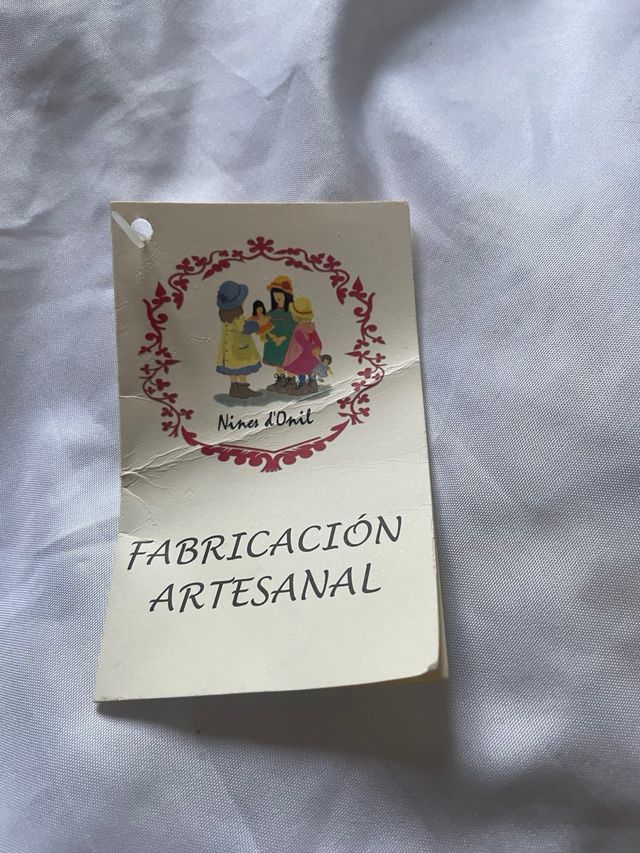 Nines d'Onil
FABRICACIÓN
ARTESANAL